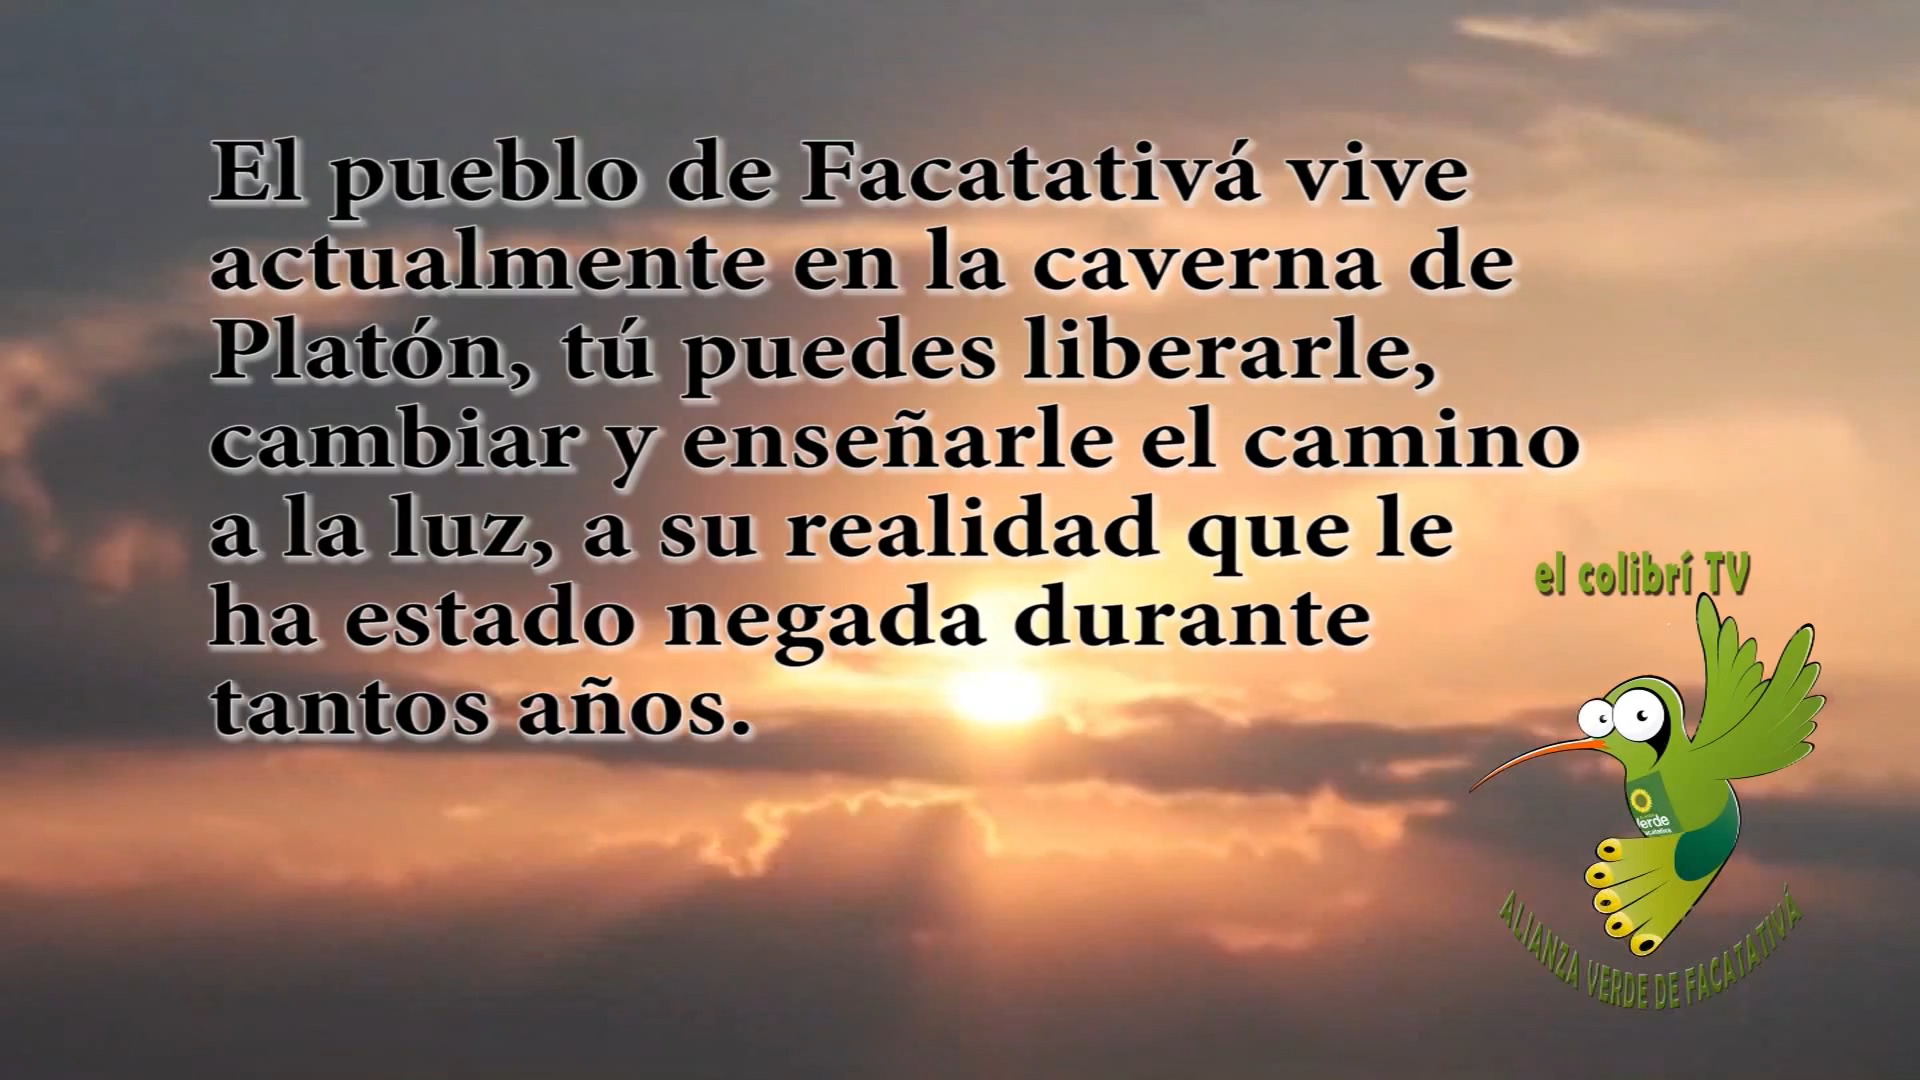 El pueblo de Facatativá vive
actualmente en la caverna de
Platón, tú puedes liberarle,
cambiar y enseñarle el camino
a la luz, a su realidad que le
ha estado negada durante
tantos años.
el colibrí TV
Verde
ALIANZA VERDE DE FACATATIVÁ